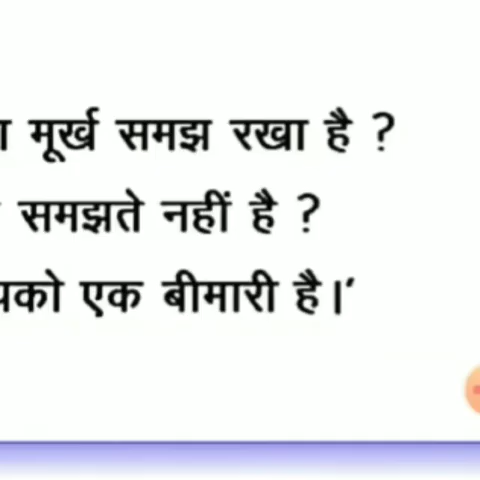 मूर्ख समझ रखा है ?
समझते नहीं है ?
एक बीमारी है।’